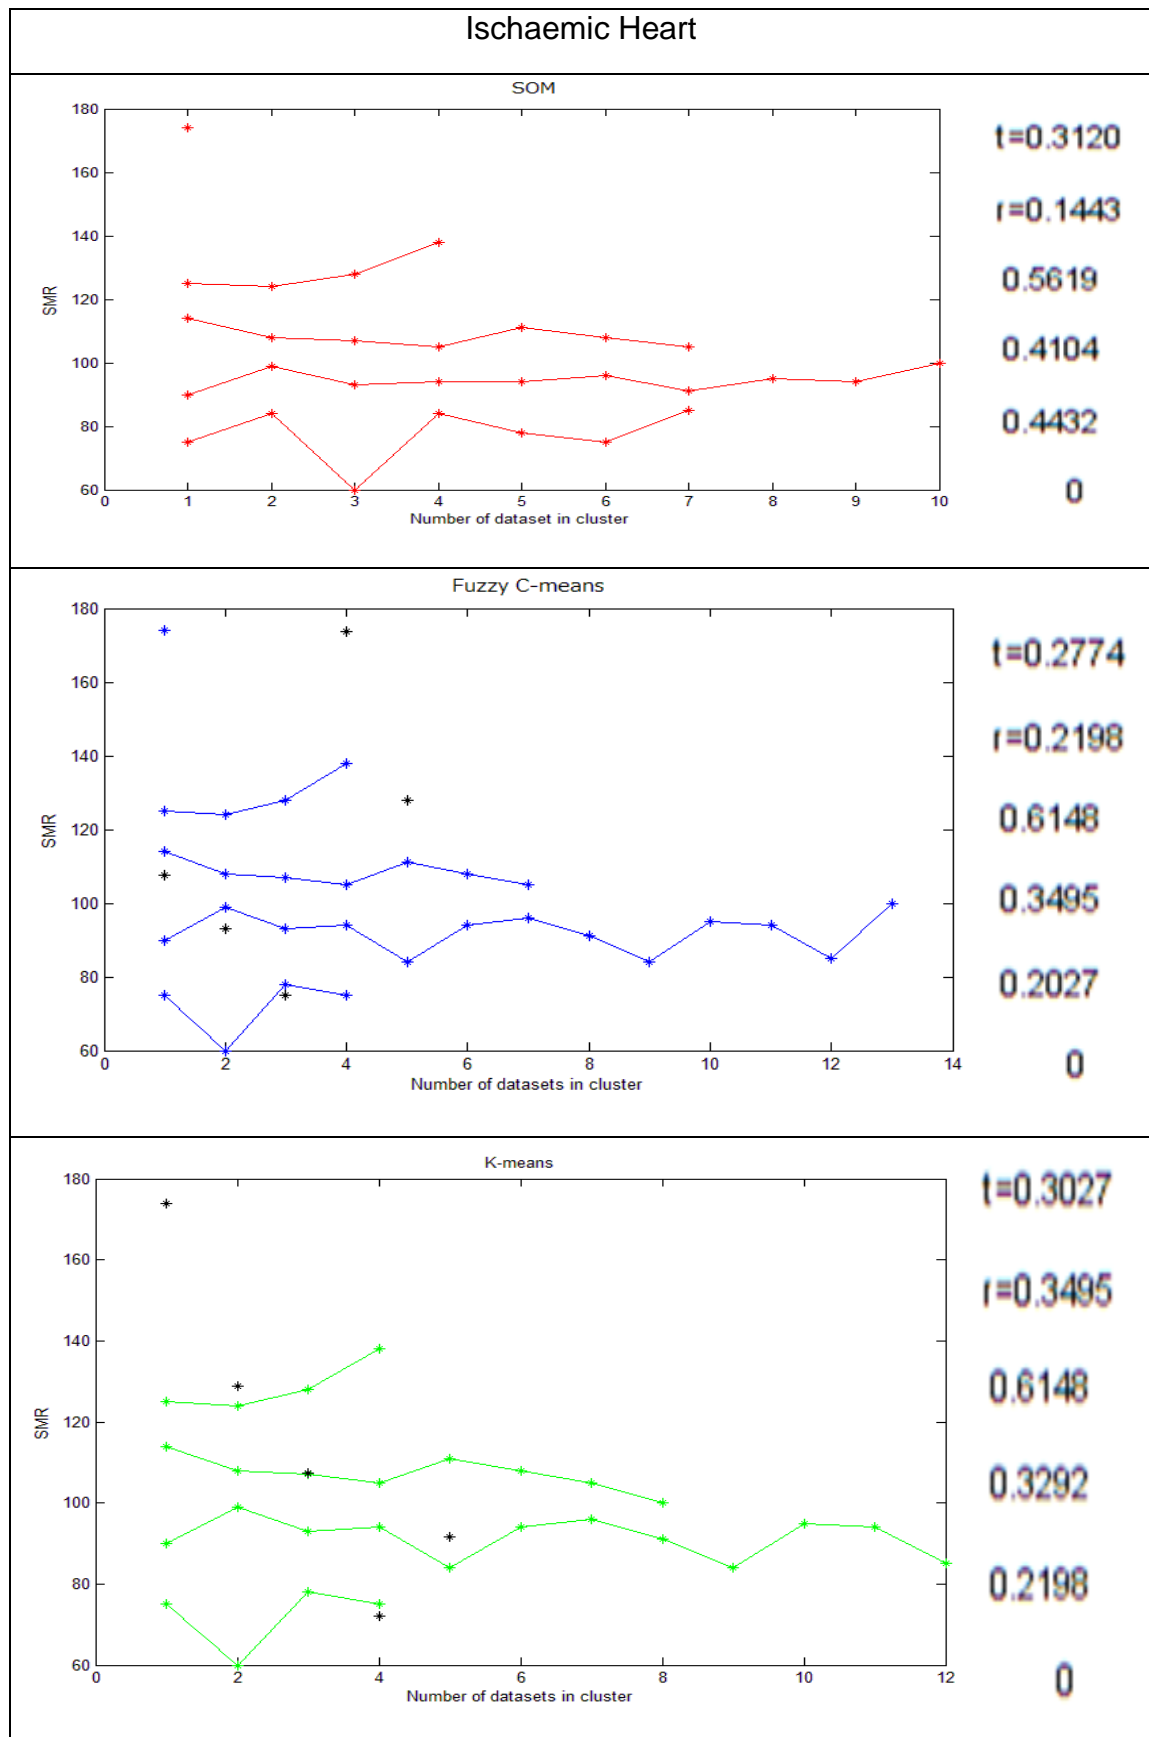 Ischaemic Heart
SOM
180
160
140
120
100
80
60
SMR
0 1 2 3 4 5 6 7 8 9 10
Number of dataset in cluster
t=0.3120
r=0.1443
0.5619
0.4104
0.4432
0
Fuzzy C-means
180
160
140
120
100
80
60
SMR
0 2 4 6 8 10 12 14
Number of datasets in cluster
t=0.2774
r=0.2198
0.6148
0.3495
0.2027
0
K-means
180
160
140
120
100
80
60
SMR
0 2 4 6 8 10 12
Number of datasets in cluster
t=0.3027
r=0.3495
0.6148
0.3292
0.2198
0